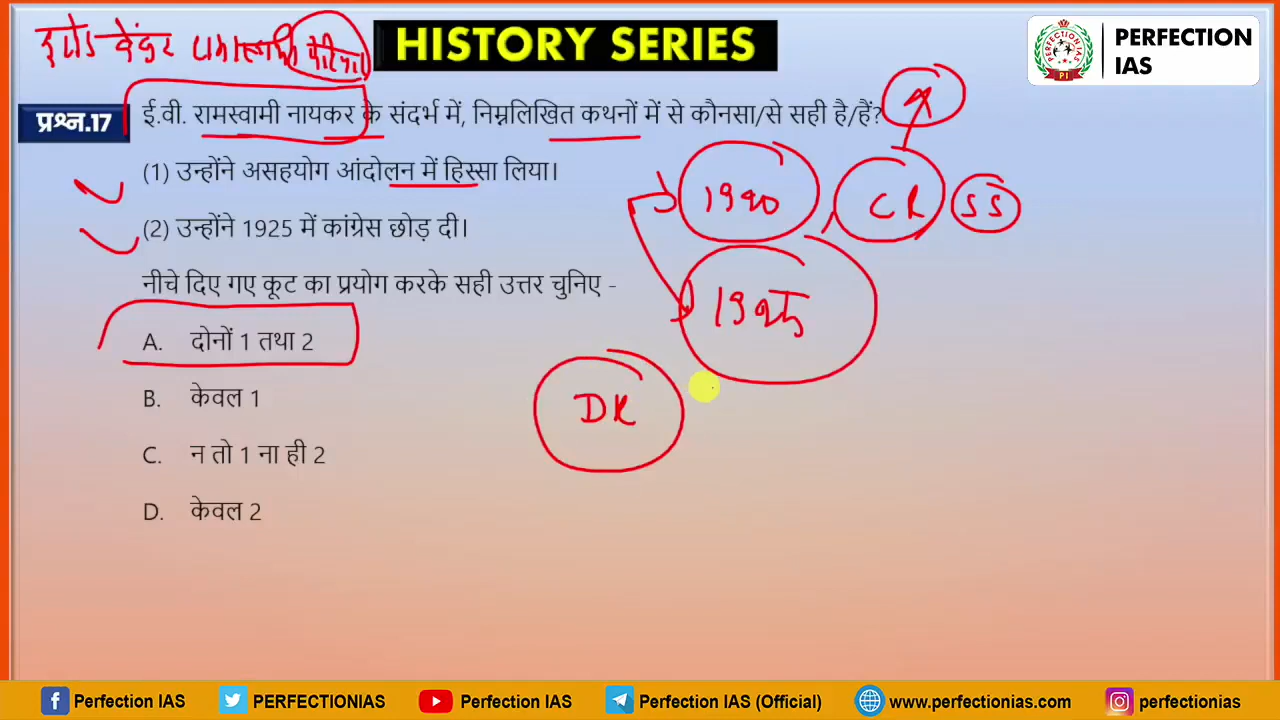 HISTORY SERIES
PERFECTION
IAS
प्रश्न.17
ई.वी. रामस्वामी नायकर के संदर्भ में, निम्नलिखित कथनों में से कौनसा/से सही है/हैं?
(1) उन्होंने असहयोग आंदोलन में हिस्सा लिया।
(2) उन्होंने 1925 में कांग्रेस छोड़ दी।
नीचे दिए गए कूट का प्रयोग करके सही उत्तर चुनिए -
A. दोनों 1 तथा 2
B. केवल 1
C. न तो 1 ना ही 2
D. केवल 2
1920
CR
SS
1925
DK
Perfection IAS
PERFECTIONIAS
Perfection IAS
Perfection IAS (Official)
www.perfectionias.com
perfectionias